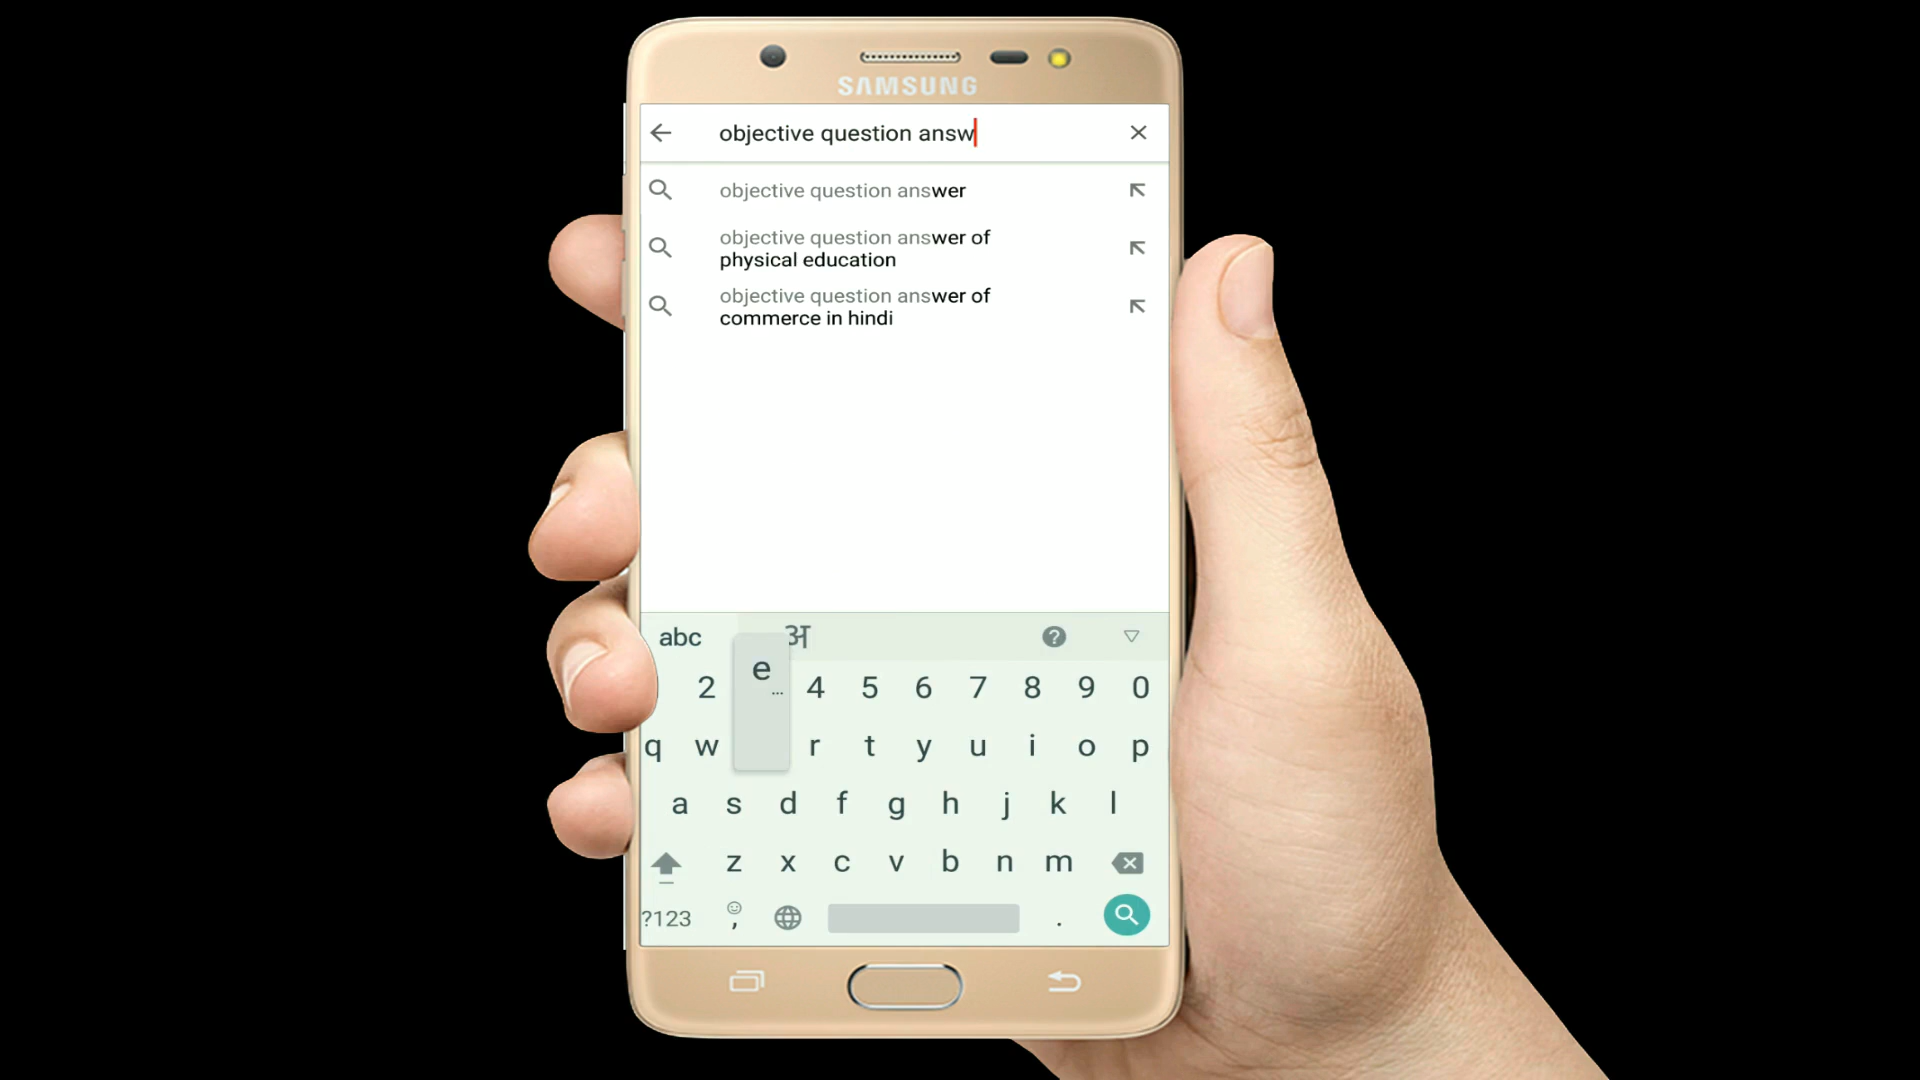 SAMSUNG
objective question answ
objective question answer
objective question answer of
physical education
objective question answer of
commerce in hindi
abc अ ?
e
...
2 4 5 6 7 8 9 0
q w r t y u i o p
a s d f g h j k l
z x c v b n m
?123 , .